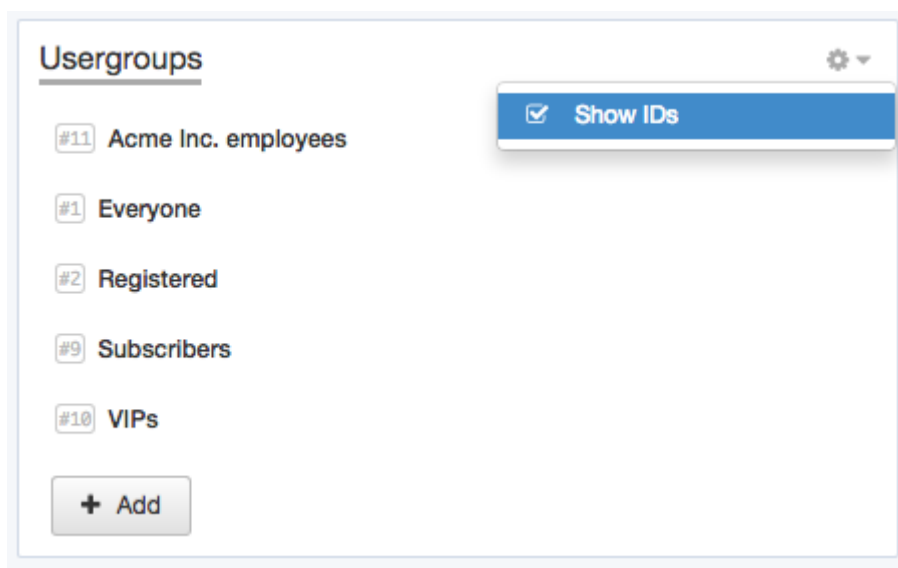 Usergroups
Show IDs
#11 Acme Inc. employees
#1 Everyone
#2 Registered
#9 Subscribers
#10 VIPs
+ Add